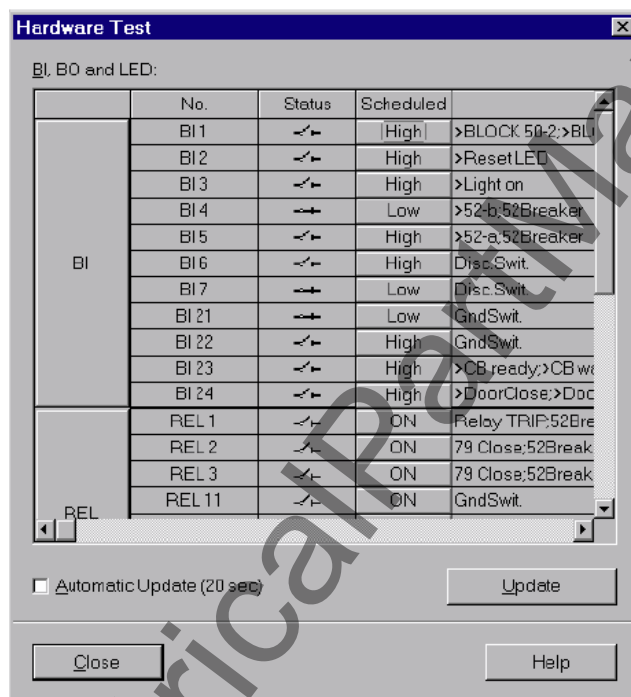 Hardware Test
BI, BO and LED:
No. Status Scheduled
BI 1 High >BLOCK 50-2;>BL
BI 2 High >ResetLED
BI 3 High >Light on
BI 4 Low >52-b;52Breaker
BI 5 High >52-a;52Breaker
BI BI 6 High Disc.Swit.
BI 7 Low Disc.Swit.
BI 21 Low GndSwit.
BI 22 High GndSwit.
BI 23 High >CB ready;>CB wa
BI 24 High >DoorClose;>Doo
REL 1 ON Relay TRIP;52Bre
REL 2 ON 79 Close;52Break
REL 3 ON 79 Close;52Break
REL 11 ON GndSwit.
REL
Automatic Update (20 sec) Update
Close Help